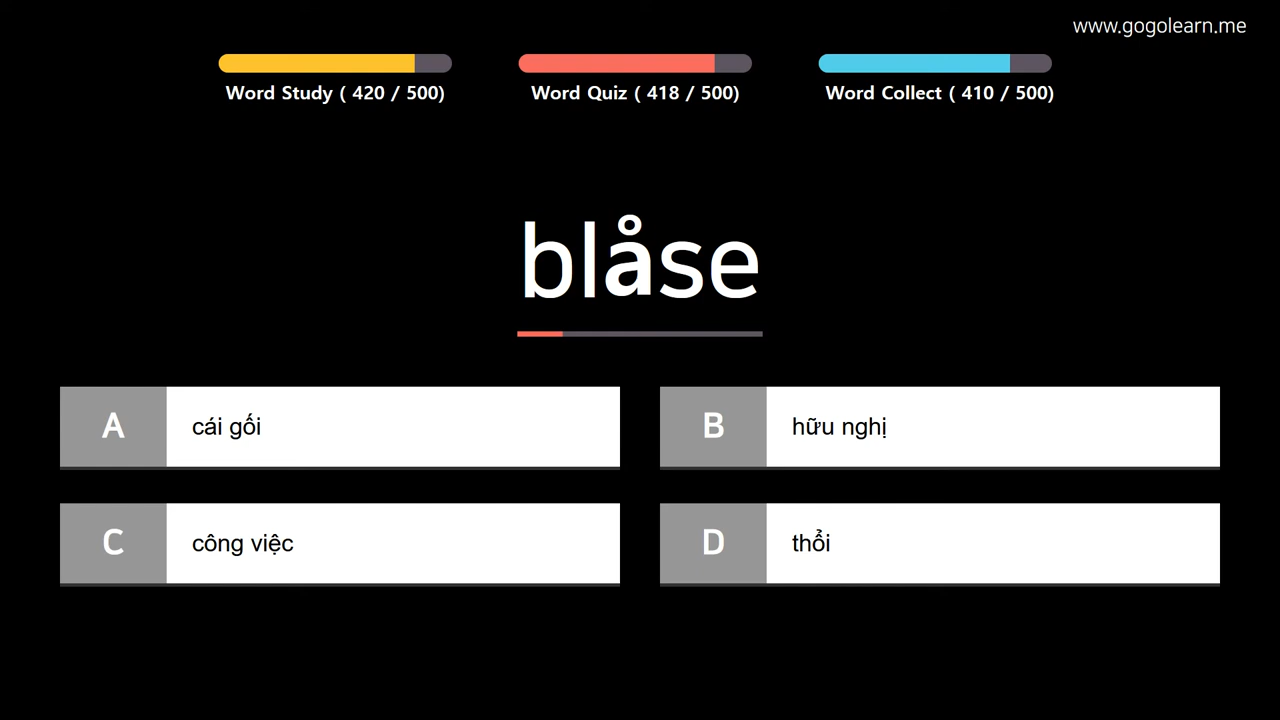 www.gogolearn.me
Word Study ( 420 / 500)
Word Quiz ( 418 / 500)
Word Collect ( 410 / 500)
blåse
A cái gối
B hữu nghị
C công việc
D thổi